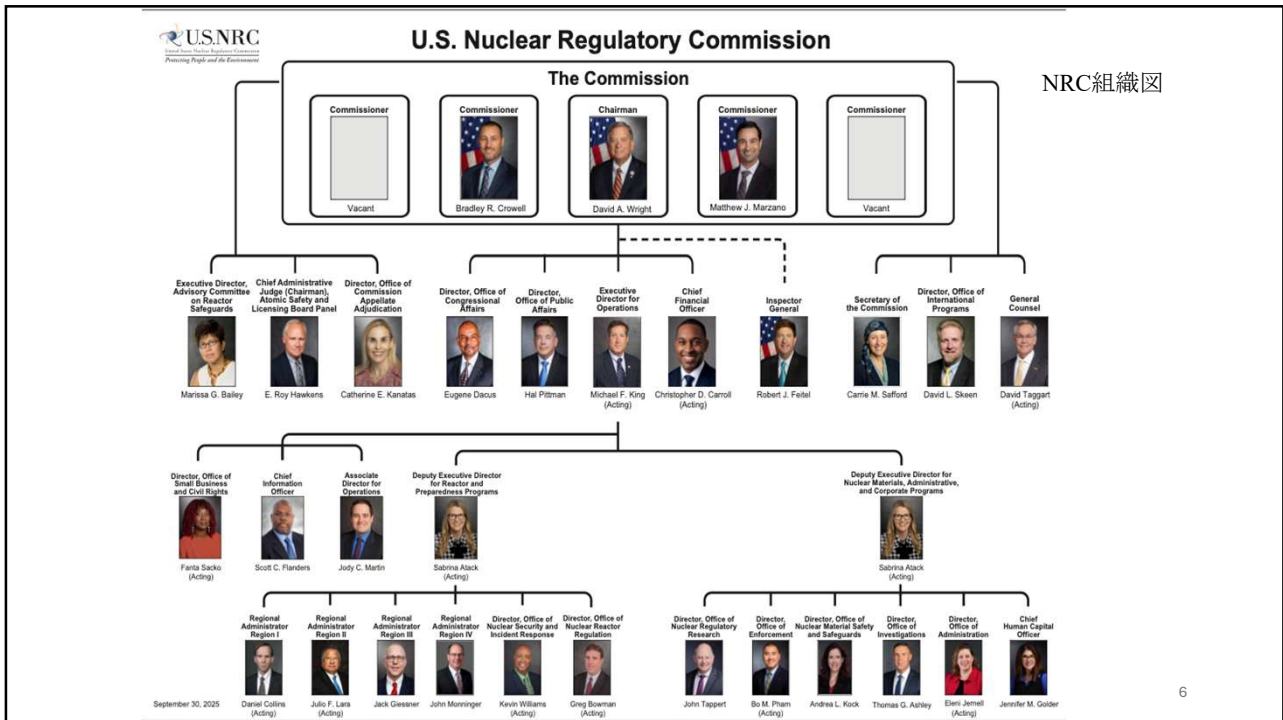 U.S.NRC
United States Nuclear Regulatory Commission
Protecting People and the Environment
U.S. Nuclear Regulatory Commission
NRC組織図
The Commission
Commissioner
Vacant
Commissioner
Bradley R. Crowell
Chairman
David A. Wright
Commissioner
Matthew J. Marzano
Commissioner
Vacant
Executive Director,
Advisory Committee
on Reactor
Safeguards
Marissa G. Bailey
Chief Administrative
Judge (Chairman),
Atomic Safety and
Licensing Board Panel
E. Roy Hawkens
Director, Office of
Commission
Appellate
Adjudication
Catherine E. Kanatas
Director, Office of
Congressional
Affairs
Eugene Dacus
Director,
Office of Public
Affairs
Hal Pittman
Executive
Director for
Operations
Michael F. King
(Acting)
Chief
Financial
Officer
Christopher D. Carroll
(Acting)
Inspector
General
Robert J. Feitel
Secretary of
the Commission
Carrie M. Safford
Director, Office of
International
Programs
David L. Skeen
General
Counsel
David Taggart
(Acting)
Director, Office of
Small Business
and Civil Rights
Fanta Sacko
(Acting)
Chief
Information
Officer
Scott C. Flanders
Associate
Director for
Operations
Jody C. Martin
Deputy Executive Director
for Reactor and
Preparedness Programs
Sabrina Atack
(Acting)
Deputy Executive Director for
Nuclear Materials, Administrative,
and Corporate Programs
Sabrina Atack
(Acting)
Regional
Administrator
Region I
Daniel Collins
(Acting)
Regional
Administrator
Region II
Julio F. Lara
(Acting)
Regional
Administrator
Region III
Jack Giessner
Regional
Administrator
Region IV
John Monninger
Director, Office of
Nuclear Security and
Incident Response
Kevin Williams
(Acting)
Director, Office of
Nuclear Reactor
Regulation
Greg Bowman
(Acting)
Director, Office of
Nuclear Regulatory
Research
John Tappert
Director,
Office of
Enforcement
Bo M. Pham
(Acting)
Director, Office of
Nuclear Material Safety
and Safeguards
Andrea L. Kock
Director,
Office of
Investigations
Thomas G. Ashley
Director,
Office of
Administration
Eleni Jernell
(Acting)
Chief
Human Capital
Officer
Jennifer M. Golder
September 30, 2025
6